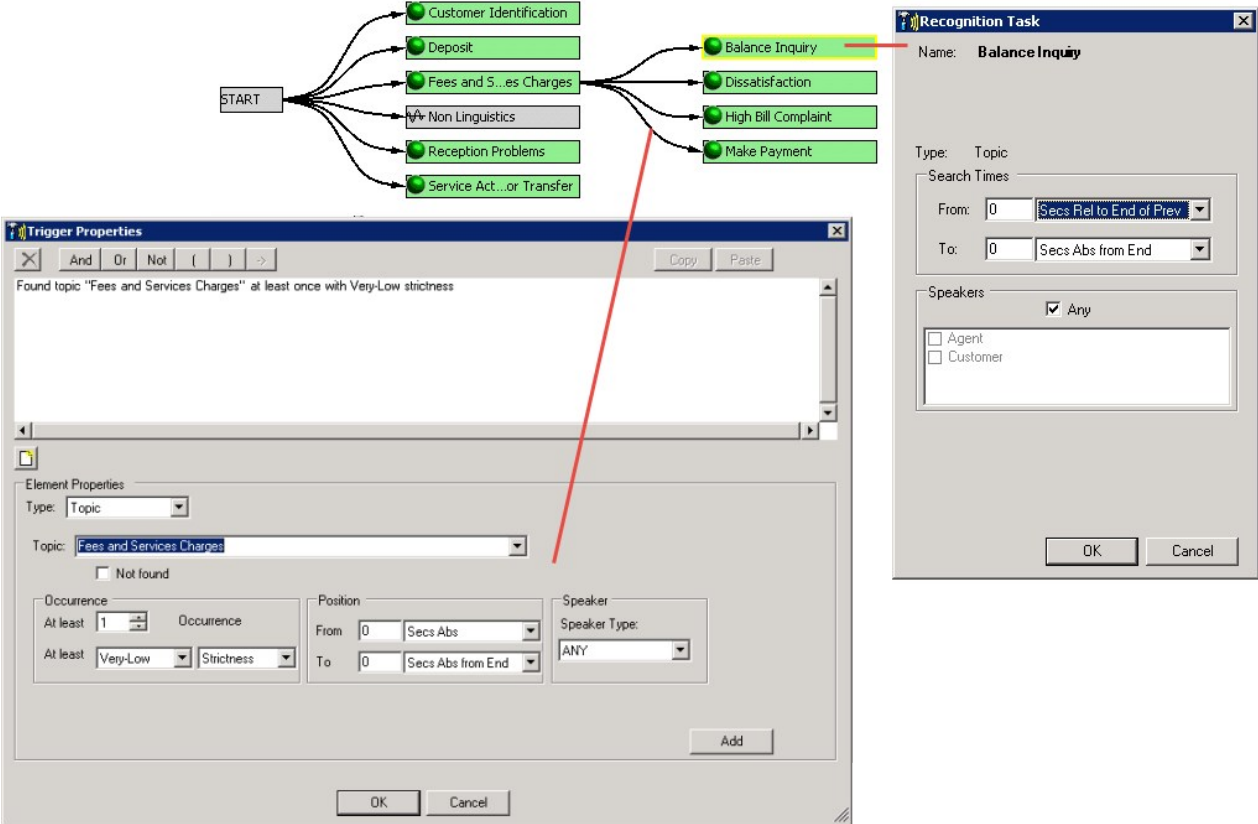 Customer Identification
Deposit
Fees and S...es Charges
Non Linguistics
Reception Problems
Service Act...or Transfer
START
Balance Inquiry
Dissatisfaction
High Bill Complaint
Make Payment
Recognition Task
Name: Balance Inquiry
Type: Topic
Search Times
From: 0 Secs Rel to End of Prev
To: 0 Secs Abs from End
Speakers
Any
Agent
Customer
OK Cancel
Trigger Properties
And Or Not ( ) -> Copy Paste
Found topic "Fees and Services Charges" at least once with Very-Low strictness
Element Properties
Type: Topic
Topic: Fees and Services Charges
Not found
Occurrence
At least 1 Occurrence
At least Very-Low Strictness
Position
From 0 Secs Abs
To 0 Secs Abs from End
Speaker
Speaker Type:
ANY
Add
OK Cancel